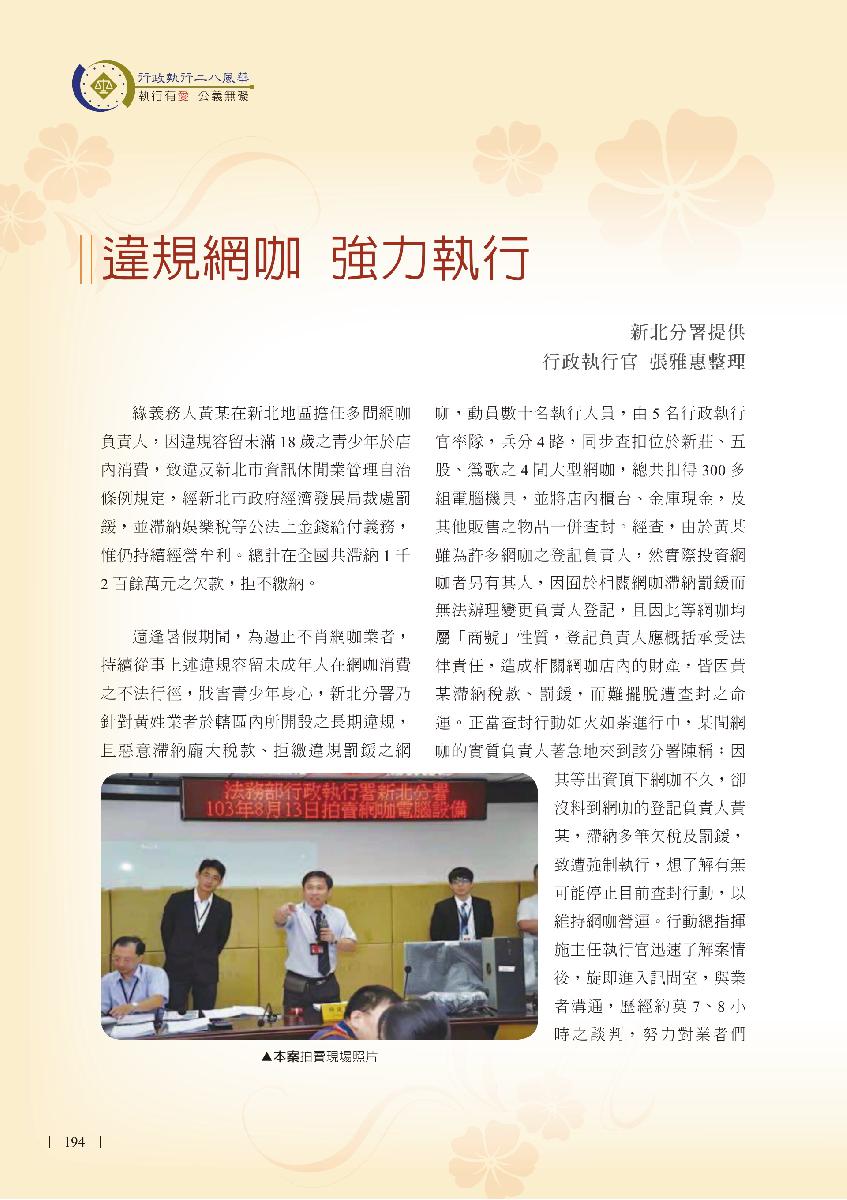 行政執行二八風華
執行有愛 公義無礙
違規網咖 強力執行
新北分署提供
行政執行官 張雅惠整理
緣義務人黃某在新北地區擔任多間網咖
負責人，因違規容留未滿 18 歲之青少年於店
內消費，致違反新北市資訊休閒業管理自治
條例規定，經新北市政府經濟發展局裁處罰
鍰，並滯納娛樂稅等公法上金錢給付義務，
惟仍持續經營牟利。總計在全國共滯納 1 千
2 百餘萬元之欠款，拒不繳納。
適逢暑假期間，為遏止不肖網咖業者，
持續從事上述違規容留未成年人在網咖消費
之不法行徑，戕害青少年身心，新北分署乃
針對黃姓業者於轄區內所開設之長期違規，
且惡意滯納龐大稅款、拒繳違規罰鍰之網
咖，動員數十名執行人員，由 5 名行政執行
官率隊，兵分 4 路，同步查扣位於新莊、五
股、鶯歌之 4 間大型網咖，總共扣得 300 多
組電腦機具，並將店內櫃台、金庫現金，及
其他販售之物品一併查封。經查，由於黃某
雖為許多網咖之登記負責人，然實際投資網
咖者另有其人，因囿於相關網咖滯納罰鍰而
無法辦理變更負責人登記，且因此等網咖均
屬「商號」性質，登記負責人應概括承受法
律責任，造成相關網咖店內的財產，皆因黃
某滯納稅款、罰鍰，而難擺脫遭查封之命
運。正當查封行動如火如荼進行中，某間網
咖的實質負責人著急地來到該分署陳稱：因
其等出資頂下網咖不久，卻
沒料到網咖的登記負責人黃
某，滯納多筆欠稅及罰鍰，
致遭強制執行，想了解有無
可能停止目前查封行動，以
維持網咖營運。行動總指揮
施主任執行官迅速了解案情
後，旋即進入訊問室，與業
者溝通，歷經約莫 7、8 小
時之談判，努力對業者們
法務部行政執行署新北分署
103年8月13日拍賣網咖電腦設備
▲本案拍賣現場照片
194